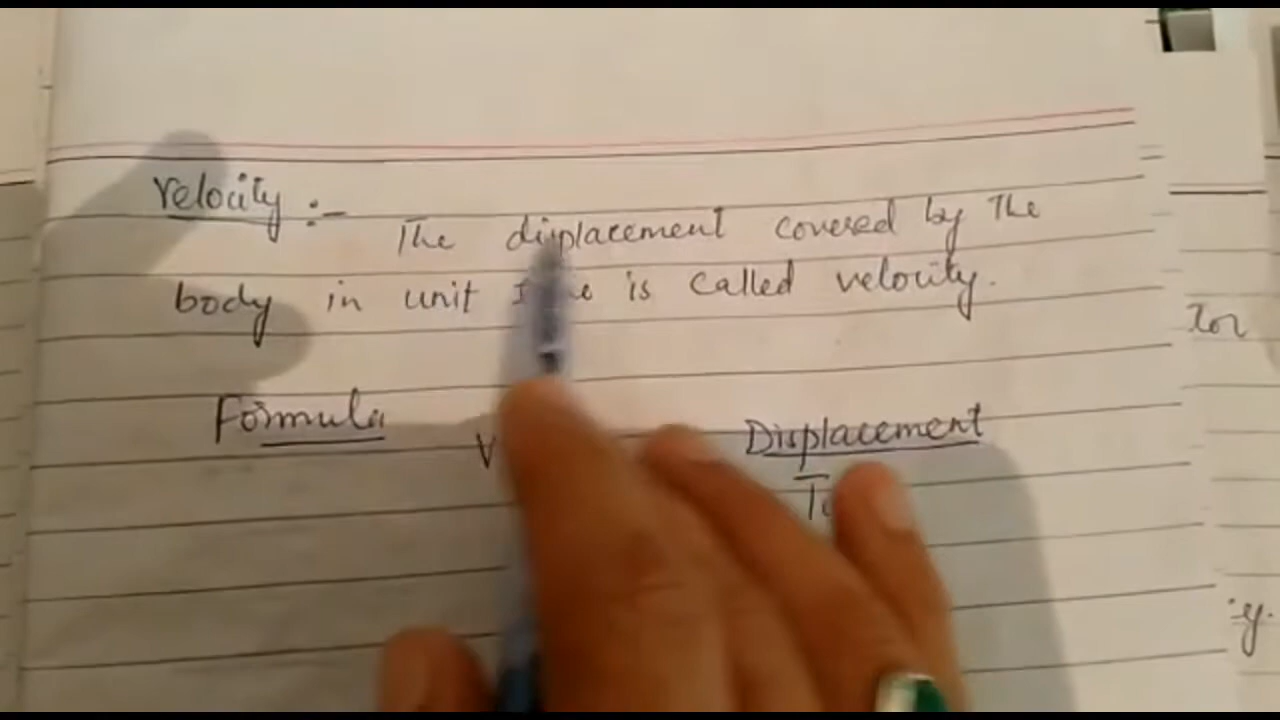 Velocity :-
The displacement covered by The
body in unit is called velocity.
Formula
V
Displacement